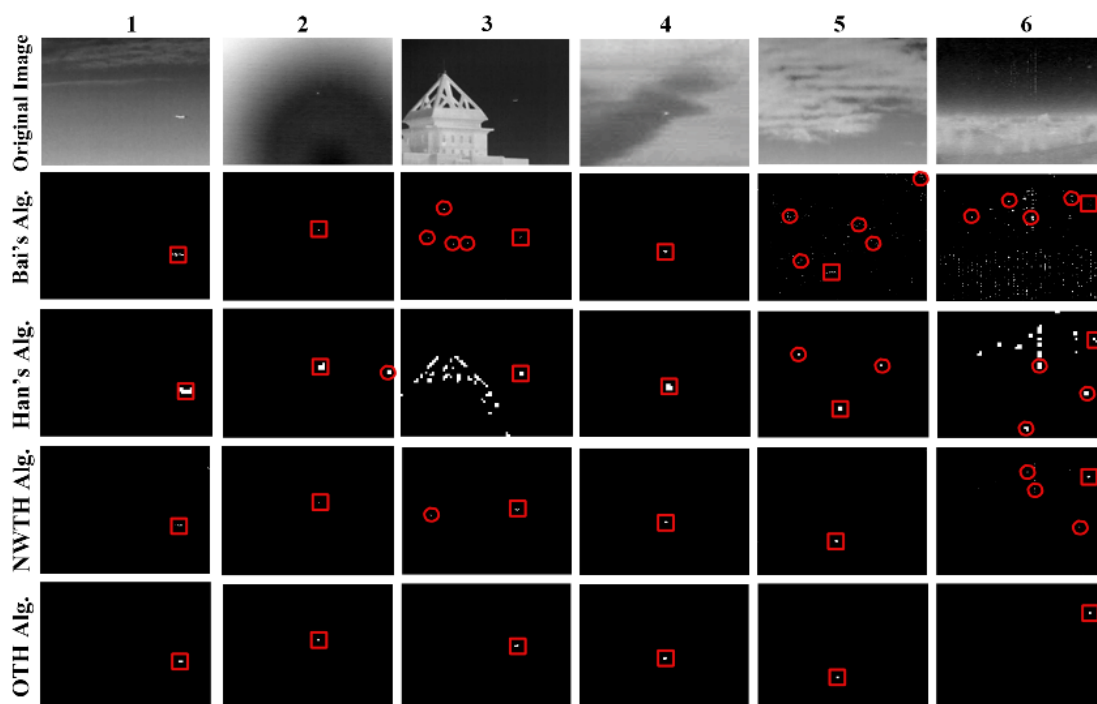 1 2 3 4 5 6
Original Image
Bai's Alg.
Han's Alg.
NWTH Alg.
OTH Alg.